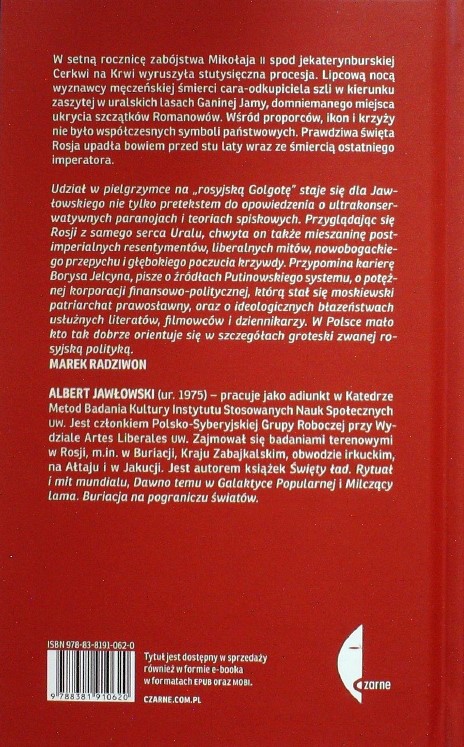 W setną rocznicę zabójstwa Mikołaja II spod jekaterynburskiej
Cerkwi na Krwi wyruszyła stutysięczna procesja. Lipcową nocą
wyznawcy męczeńskiej śmierci cara-odkupiciela szli w kierunku
zaszytej w uralskich lasach Ganinej Jamy, domniemanego miejsca
ukrycia szczątków Romanowów. Wśród proporców, ikon i krzyży
nie było współczesnych symboli państwowych. Prawdziwa święta
Rosja upadła bowiem przed stu laty wraz ze śmiercią ostatniego
imperatora.
Udział w pielgrzymce na „rosyjską Golgotę” staje się dla Jaw-
łowskiego nie tylko pretekstem do opowiedzenia o ultrakonser-
watywnych paranojach i teoriach spiskowych. Przyglądając się
Rosji z samego serca Uralu, chwyta on także mieszaninę post-
imperialnych resentymentów, liberalnych mitów, nowobogackie-
go przepychu i głębokiego poczucia krzywdy. Przypomina karierę
Borysa Jelcyna, pisze o źródłach Putinowskiego systemu, o potęż-
nej korporacji finansowo-politycznej, którą stał się moskiewski
patriarchat prawosławny, oraz o ideologicznych błazeństwach
usłużnych literatów, filmowców i dziennikarzy. W Polsce mało
kto tak dobrze orientuje się w szczegółach groteski zwanej ro-
syjską polityką.
MAREK RADZIWON
ALBERT JAWŁOWSKI (ur. 1975) – pracuje jako adiunkt w Katedrze
Metod Badania Kultury Instytutu Stosowanych Nauk Społecznych
UW. Jest członkiem Polsko-Syberyjskiej Grupy Roboczej przy Wy-
dziale Artes Liberales UW. Zajmował się badaniami terenowymi
w Rosji, m.in. w Buriacji, Kraju Zabajkalskim, obwodzie irkuckim,
na Ałtaju i w Jakucji. Jest autorem książek Święty ład. Rytuał
i mit mundialu, Dawno temu w Galaktyce Popularnej i Milczący
lama. Buriacja na pograniczu światów.
ISBN 978-83-8191-062-0
9 788381 910620
Tytuł jest dostępny w sprzedaży
również w formie e-booka
w formatach EPUB oraz MOBI.
CZARNE.COM.PL
czarne